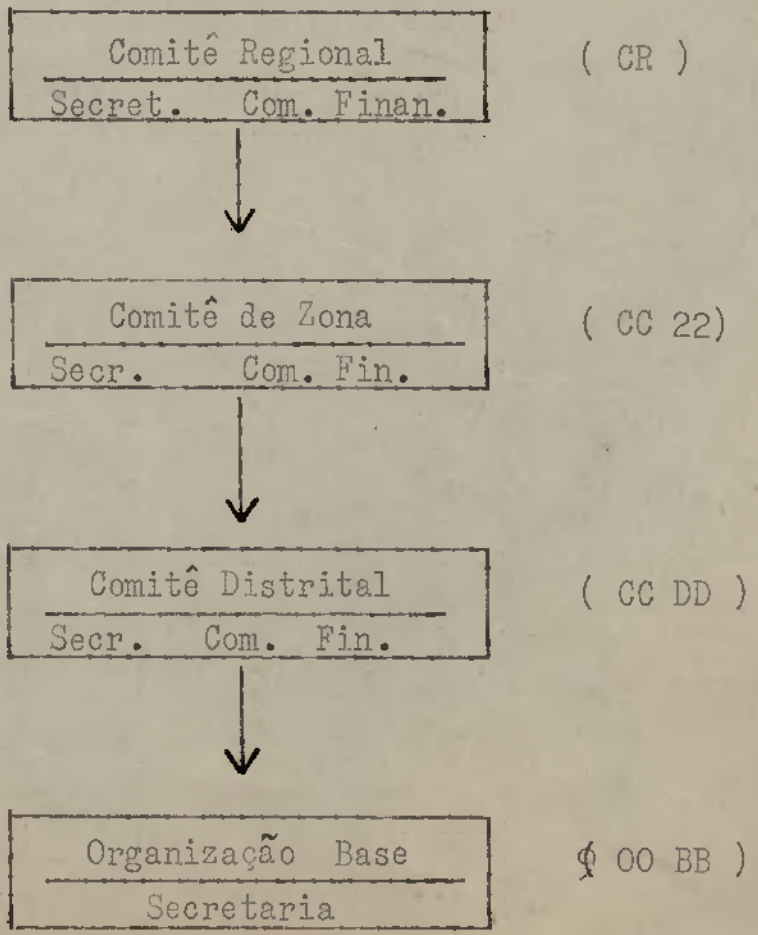 Comitê Regional ( CR )
Secret. Com. Finan.
Comitê de Zona ( CC 22)
Secr. Com. Fin.
Comitê Distrital ( CC DD )
Secr. Com. Fin.
Organização Base ( OO BB )
Secretaria